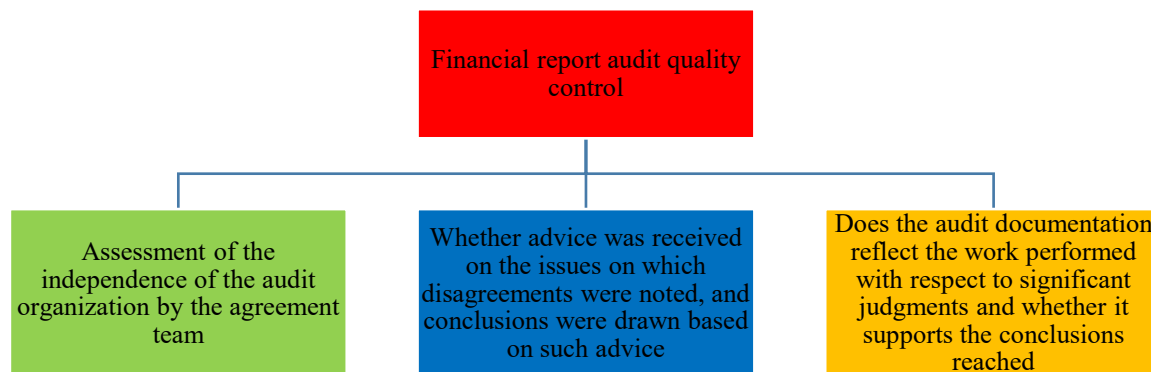 Financial report audit quality
control
Assessment of the
independence of the audit
organization by the agreement
team
Whether advice was received
on the issues on which
disagreements were noted, and
conclusions were drawn based
on such advice
Does the audit documentation
reflect the work performed
with respect to significant
judgments and whether it
supports the conclusions
reached